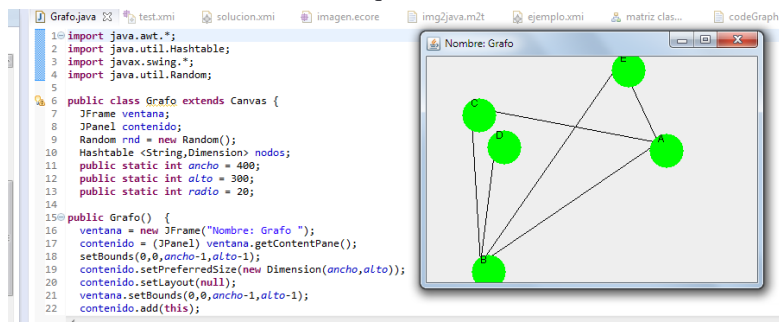 Grafo.java test.xmi solucion.xmi imagen.ecore img2java.m2t ejemplo.xmi matriz clas... codeGraph
1 import java.awt.*;
2 import java.util.Hashtable;
3 import javax.swing.*;
4 import java.util.Random;
5
6 public class Grafo extends Canvas {
7 JFrame ventana;
8 JPanel contenido;
9 Random rnd = new Random();
10 Hashtable <String,Dimension> nodos;
11 public static int ancho = 400;
12 public static int alto = 300;
13 public static int radio = 20;
14
15 public Grafo() {
16 ventana = new JFrame("Nombre: Grafo ");
17 contenido = (JPanel) ventana.getContentPane();
18 setBounds(0,0,ancho-1,alto-1);
19 contenido.setPreferredSize(new Dimension(ancho,alto));
20 contenido.setLayout(null);
21 ventana.setBounds(0,0,ancho-1,alto-1);
22 contenido.add(this);
Nombre: Grafo
E
C
D
A
B